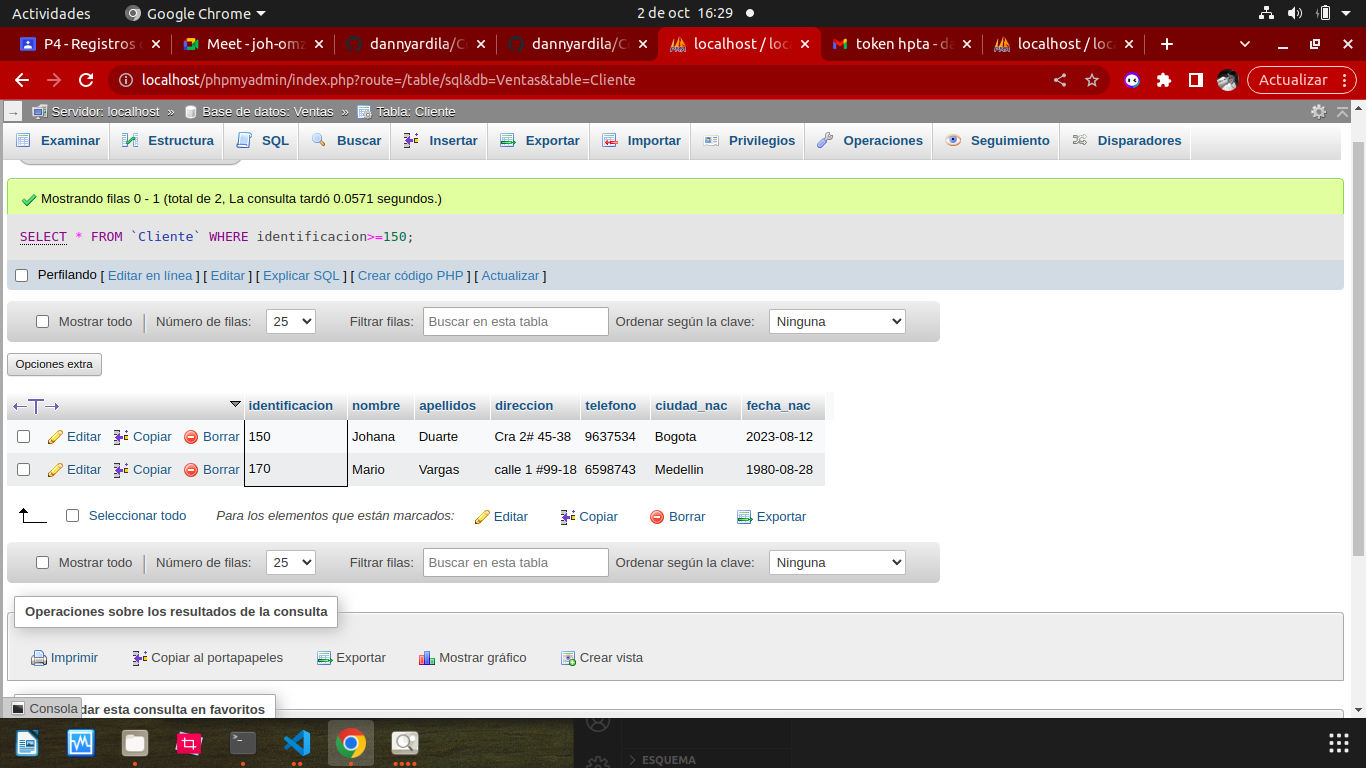 Actividades Google Chrome 2 de oct 16:29
P4 - Registros Meet - joh-omz dannyardila/Co dannyardila/Co localhost / loca token hpta - da localhost / loca
localhost/phpmyadmin/index.php?route=/table/sql&db=Ventas&table=Cliente Actualizar
Servidor: localhost » Base de datos: Ventas » Tabla: Cliente
Examinar Estructura SQL Buscar Insertar Exportar Importar Privilegios Operaciones Seguimiento Disparadores
Mostrando filas 0 - 1 (total de 2, La consulta tardó 0.0571 segundos.)
SELECT * FROM `Cliente` WHERE identificacion>=150;
Perfilando [ Editar en línea ] [ Editar ] [ Explicar SQL ] [ Crear código PHP ] [ Actualizar ]
Mostrar todo Número de filas: 25 Filtrar filas: Buscar en esta tabla Ordenar según la clave: Ninguna
Opciones extra
identificacion nombre apellidos direccion telefono ciudad_nac fecha_nac
Editar Copiar Borrar 150 Johana Duarte Cra 2# 45-38 9637534 Bogota 2023-08-12
Editar Copiar Borrar 170 Mario Vargas calle 1 #99-18 6598743 Medellin 1980-08-28
Seleccionar todo Para los elementos que están marcados: Editar Copiar Borrar Exportar
Mostrar todo Número de filas: 25 Filtrar filas: Buscar en esta tabla Ordenar según la clave: Ninguna
Operaciones sobre los resultados de la consulta
Imprimir Copiar al portapapeles Exportar Mostrar gráfico Crear vista
Consola dar esta consulta en favoritos
ESQUEMA